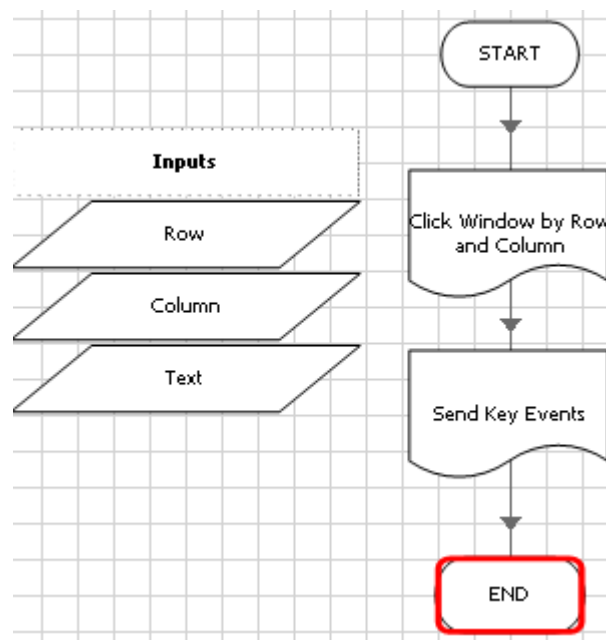 START
Inputs
Row
Column
Text
Click Window by Row
and Column
Send Key Events
END